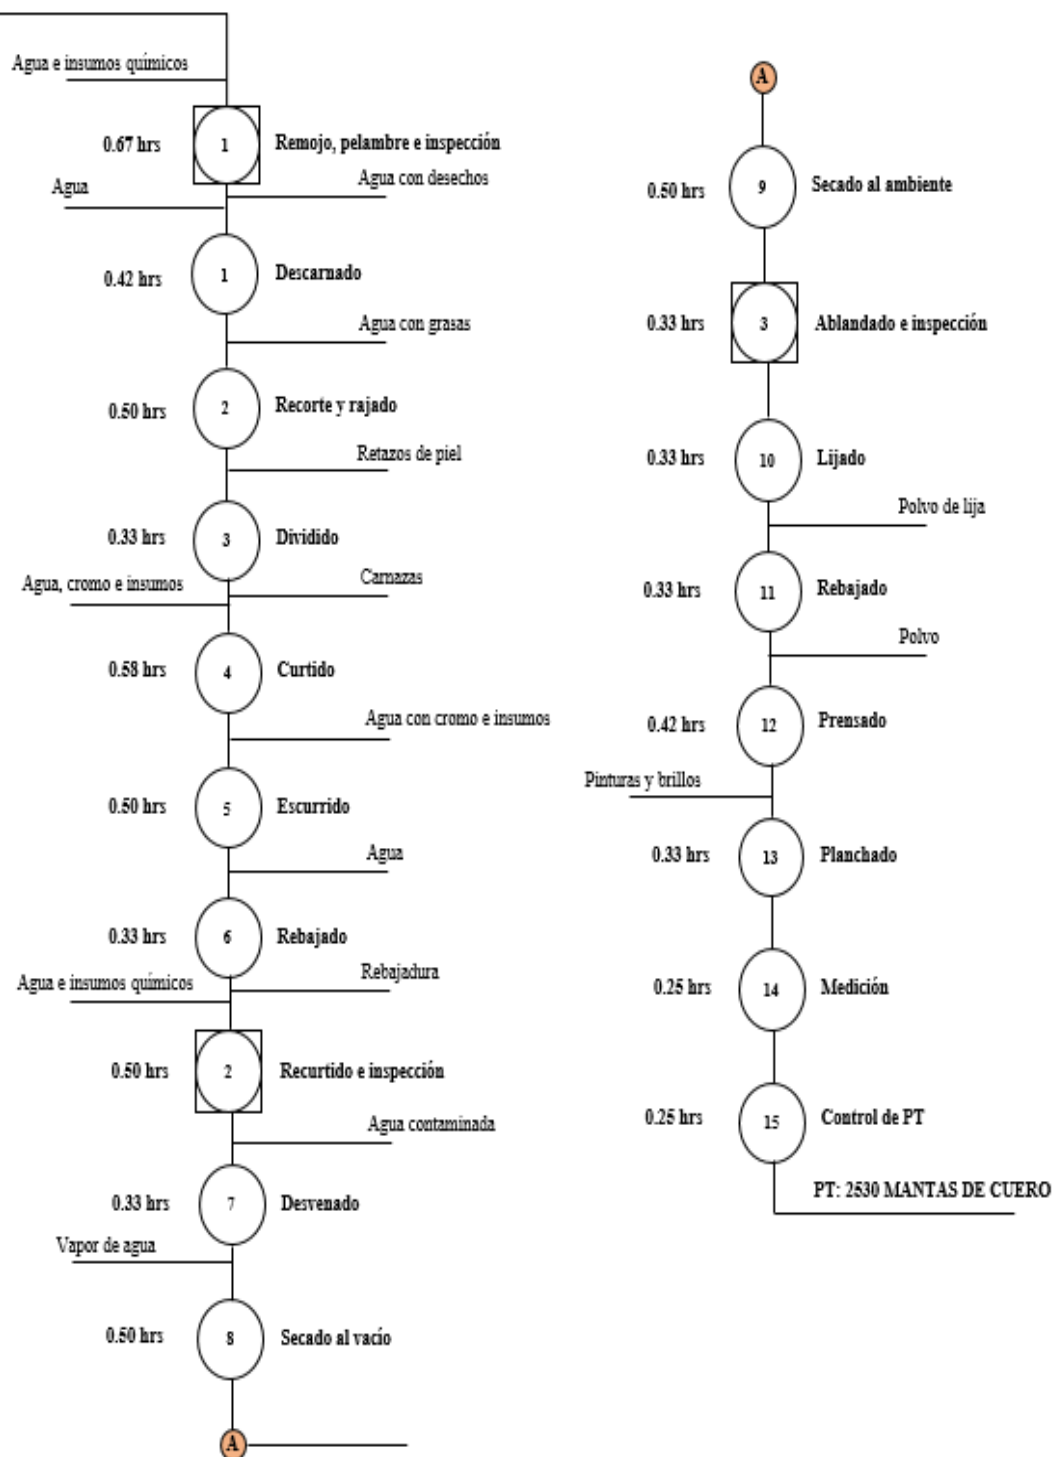 Agua e insumos químicos
0.67 hrs
1
Remojo, pelambre e inspección
Agua
Agua con desechos
0.42 hrs
1
Descarnado
Agua con grasas
0.50 hrs
2
Recorte y rajado
Retazos de piel
0.33 hrs
3
Dividido
Agua, cromo e insumos
Carnazas
0.58 hrs
4
Curtido
Agua con cromo e insumos
0.50 hrs
5
Escurrido
Agua
0.33 hrs
6
Rebajado
Agua e insumos químicos
Rebajadura
0.50 hrs
2
Recurtido e inspección
Agua contaminada
0.33 hrs
7
Desvenado
Vapor de agua
0.50 hrs
8
Secado al vacío
A
A
0.50 hrs
9
Secado al ambiente
0.33 hrs
3
Ablandado e inspección
0.33 hrs
10
Lijado
Polvo de lija
0.33 hrs
11
Rebajado
Polvo
0.42 hrs
12
Prensado
Pinturas y brillos
0.33 hrs
13
Planchado
0.25 hrs
14
Medición
0.25 hrs
15
Control de PT
PT: 2530 MANTAS DE CUERO